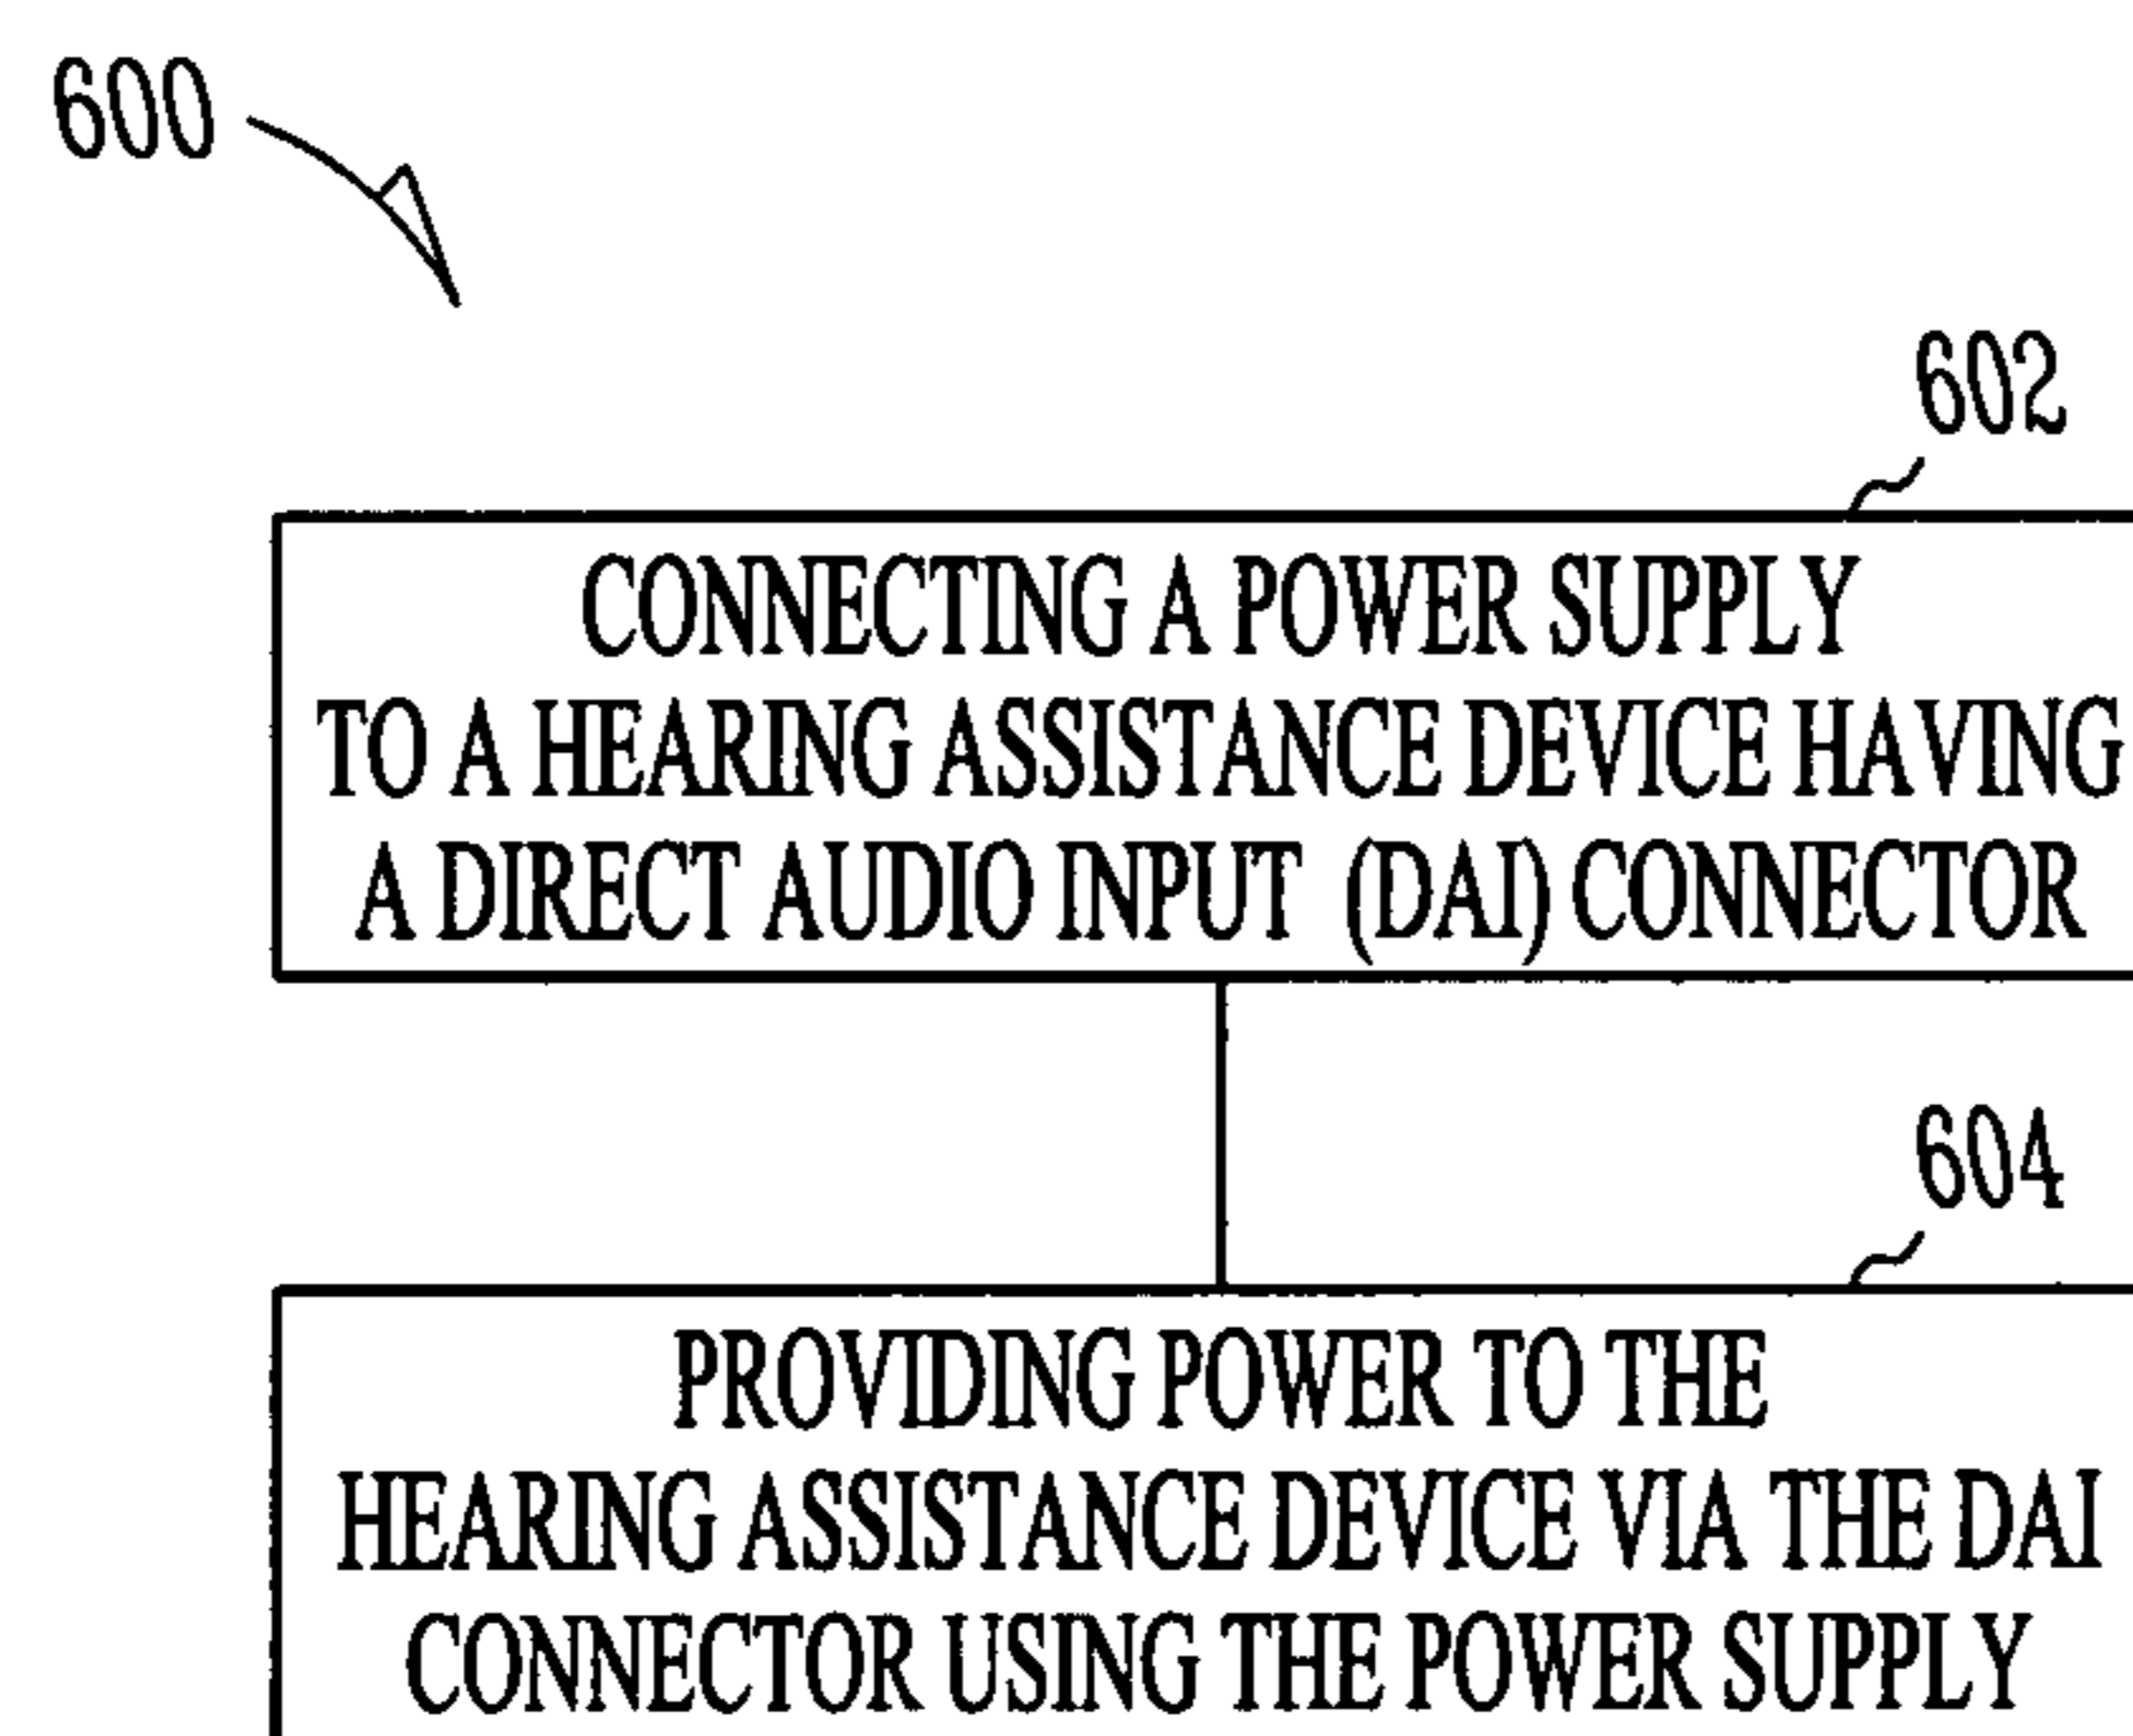 600
602
CONNECTING A POWER SUPPLY
TO A HEARING ASSISTANCE DEVICE HAVING
A DIRECT AUDIO INPUT (DAI) CONNECTOR
604
PROVIDING POWER TO THE
HEARING ASSISTANCE DEVICE VIA THE DAI
CONNECTOR USING THE POWER SUPPLY